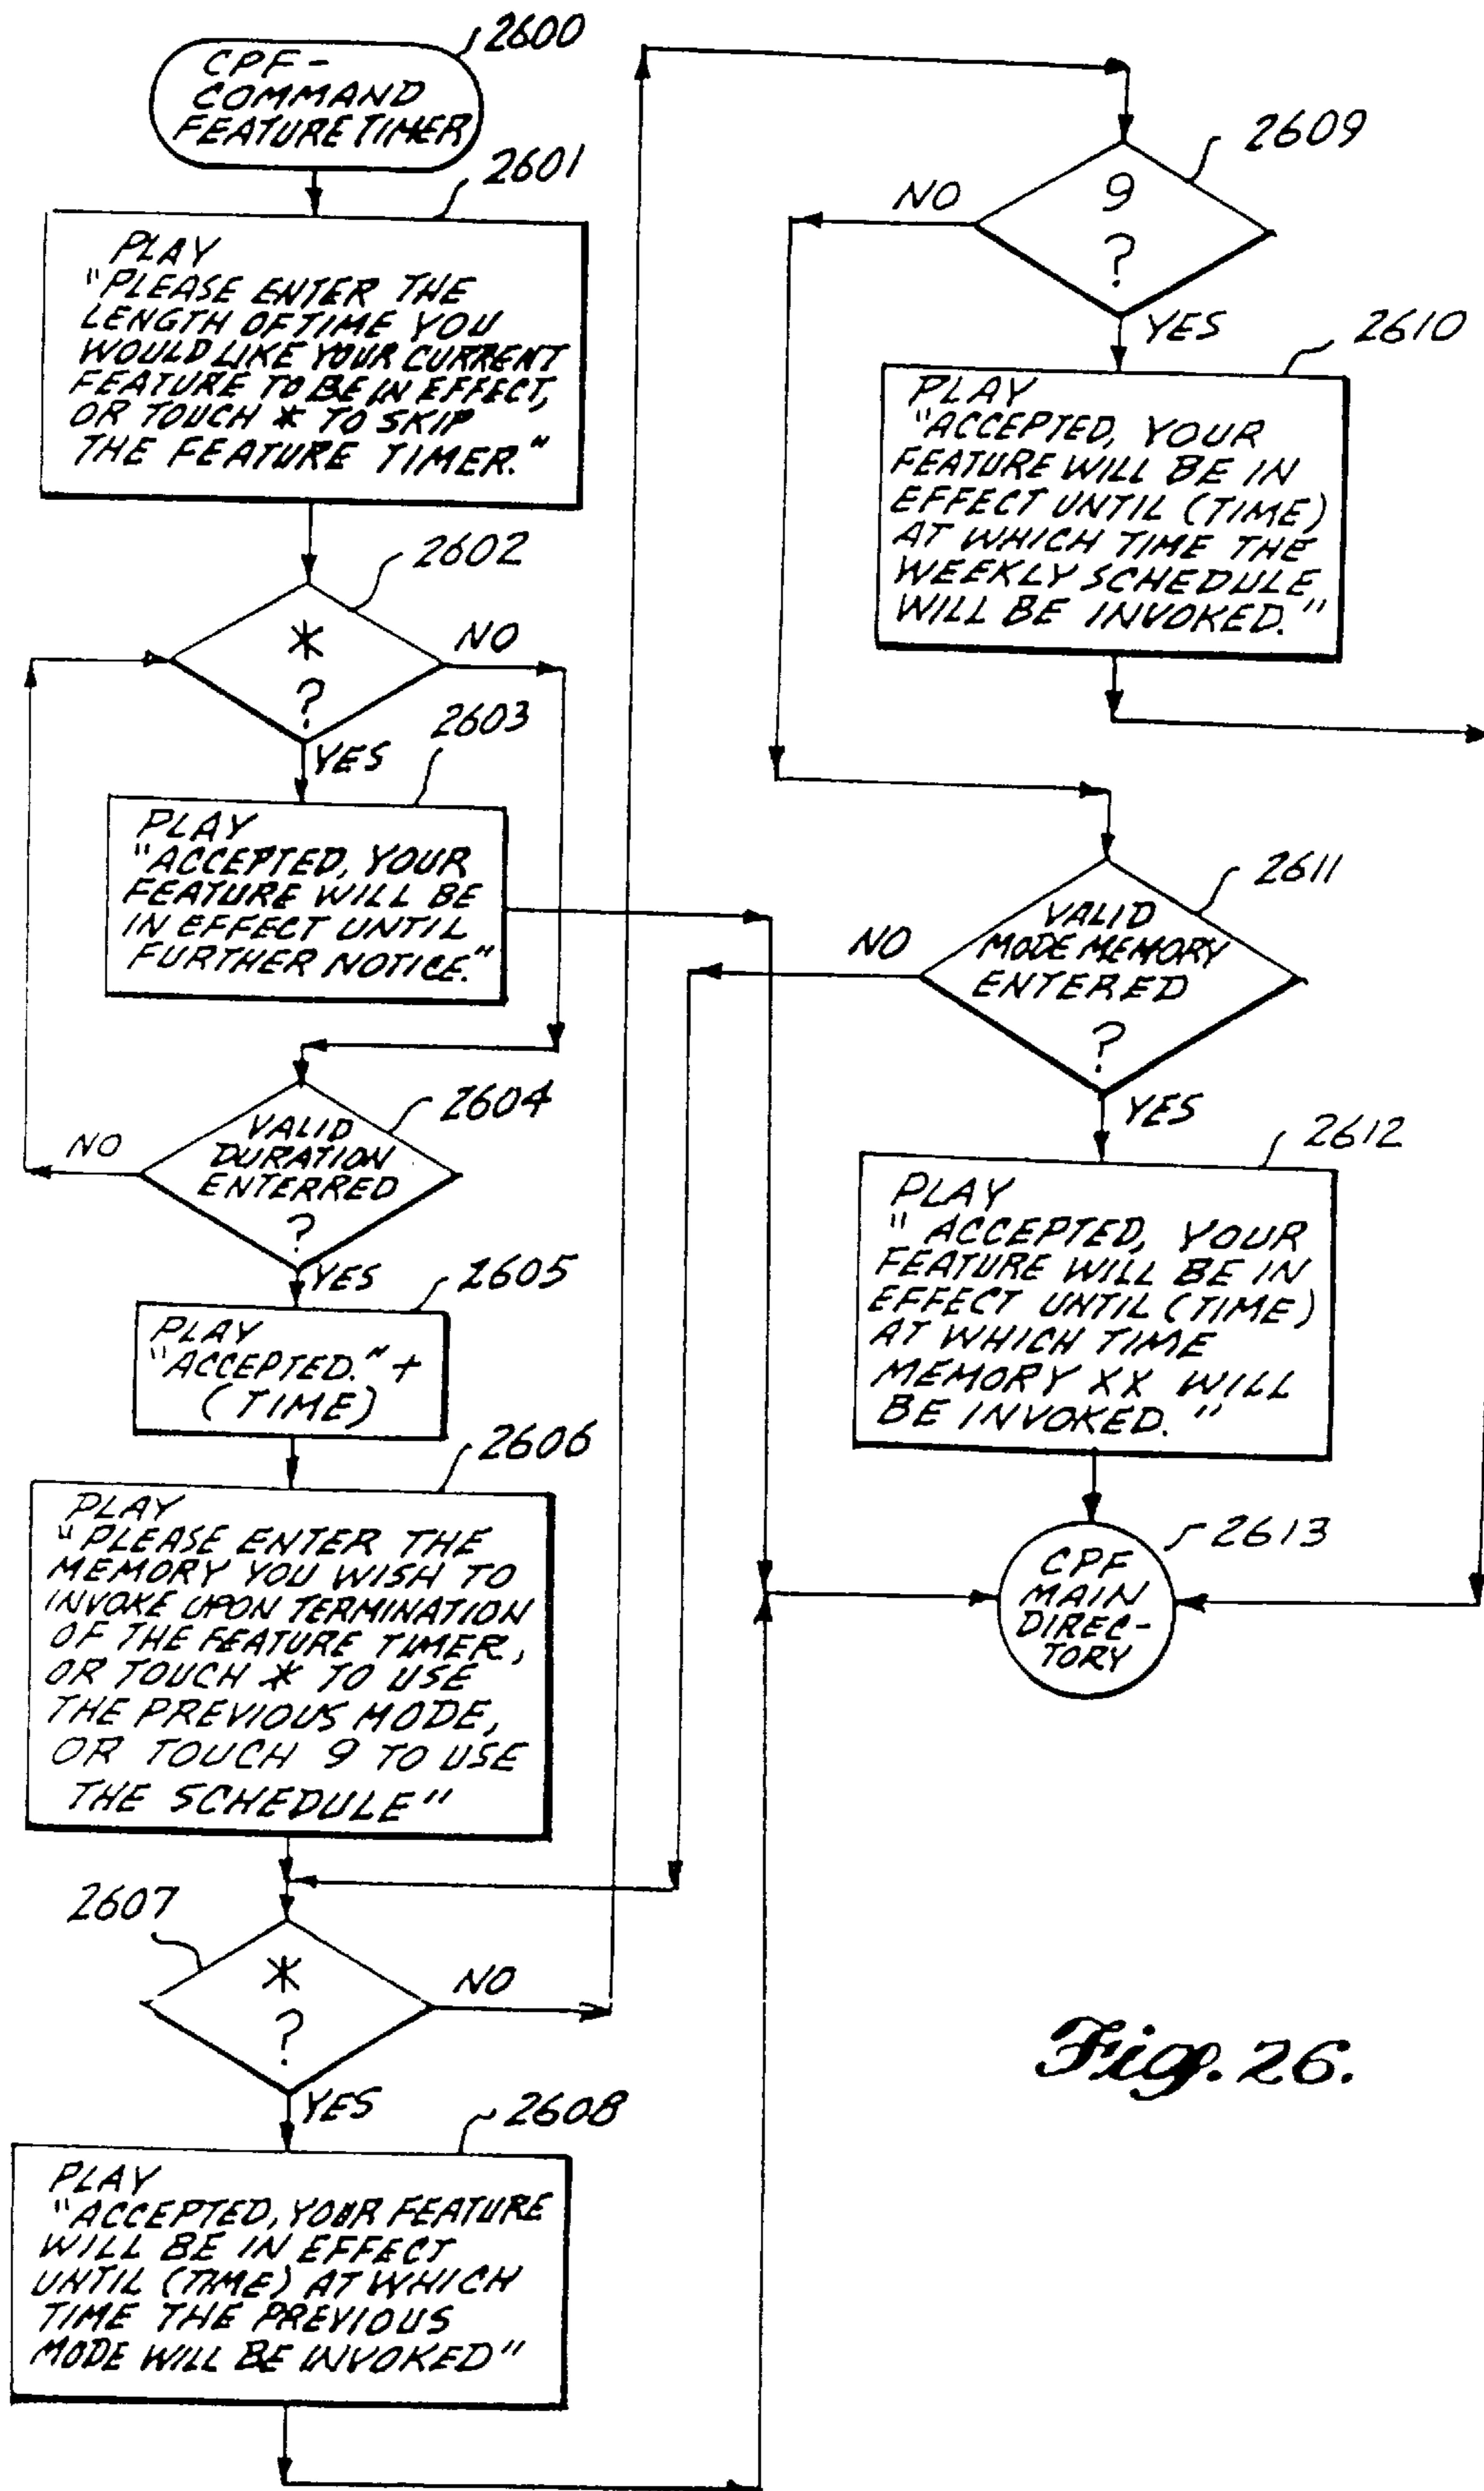 2600
CPF-
COMMAND
FEATURE TIMER
2601
PLAY
"PLEASE ENTER THE
LENGTH OF TIME YOU
WOULD LIKE YOUR CURRENT
FEATURE TO BE IN EFFECT,
OR TOUCH * TO SKIP
THE FEATURE TIMER."
2602
*
?
NO
YES
2603
PLAY
"ACCEPTED, YOUR
FEATURE WILL BE
IN EFFECT UNTIL
FURTHER NOTICE."
2604
VALID
DURATION
ENTERRED
?
NO
YES
2605
PLAY
"ACCEPTED." +
(TIME)
2606
PLAY
"PLEASE ENTER THE
MEMORY YOU WISH TO
INVOKE UPON TERMINATION
OF THE FEATURE TIMER,
OR TOUCH * TO USE
THE PREVIOUS MODE,
OR TOUCH 9 TO USE
THE SCHEDULE"
2607
*
?
NO
YES
2608
PLAY
"ACCEPTED, YOUR FEATURE
WILL BE IN EFFECT
UNTIL (TIME) AT WHICH
TIME THE PREVIOUS
MODE WILL BE INVOKED"
2609
9
?
NO
YES
2610
PLAY
"ACCEPTED, YOUR
FEATURE WILL BE IN
EFFECT UNTIL (TIME)
AT WHICH TIME THE
WEEKLY SCHEDULE
WILL BE INVOKED."
2611
VALID
MODE MEMORY
ENTERED
?
NO
YES
2612
PLAY
"ACCEPTED, YOUR
FEATURE WILL BE IN
EFFECT UNTIL (TIME)
AT WHICH TIME
MEMORY XX WILL
BE INVOKED."
2613
CPF
MAIN
DIREC-
TORY
Fig. 26.